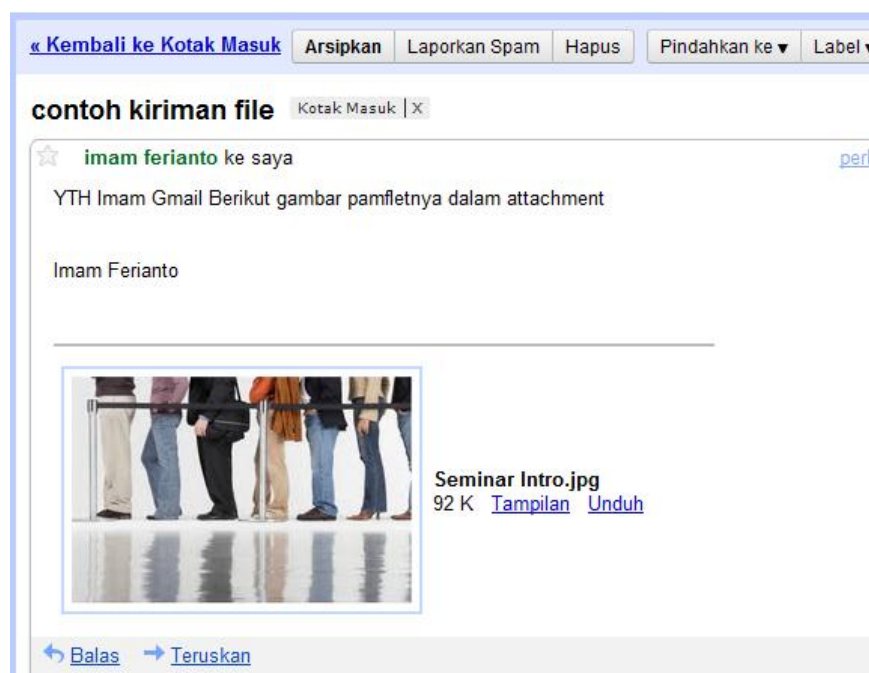 « Kembali ke Kotak Masuk Arsipkan Laporkan Spam Hapus Pindahkan ke ▾ Label
contoh kiriman file Kotak Masuk | X
imam ferianto ke saya
YTH Imam Gmail Berikut gambar pamfletnya dalam attachment
Imam Ferianto
Seminar Intro.jpg
92 K Tampilan Unduh
Balas Teruskan